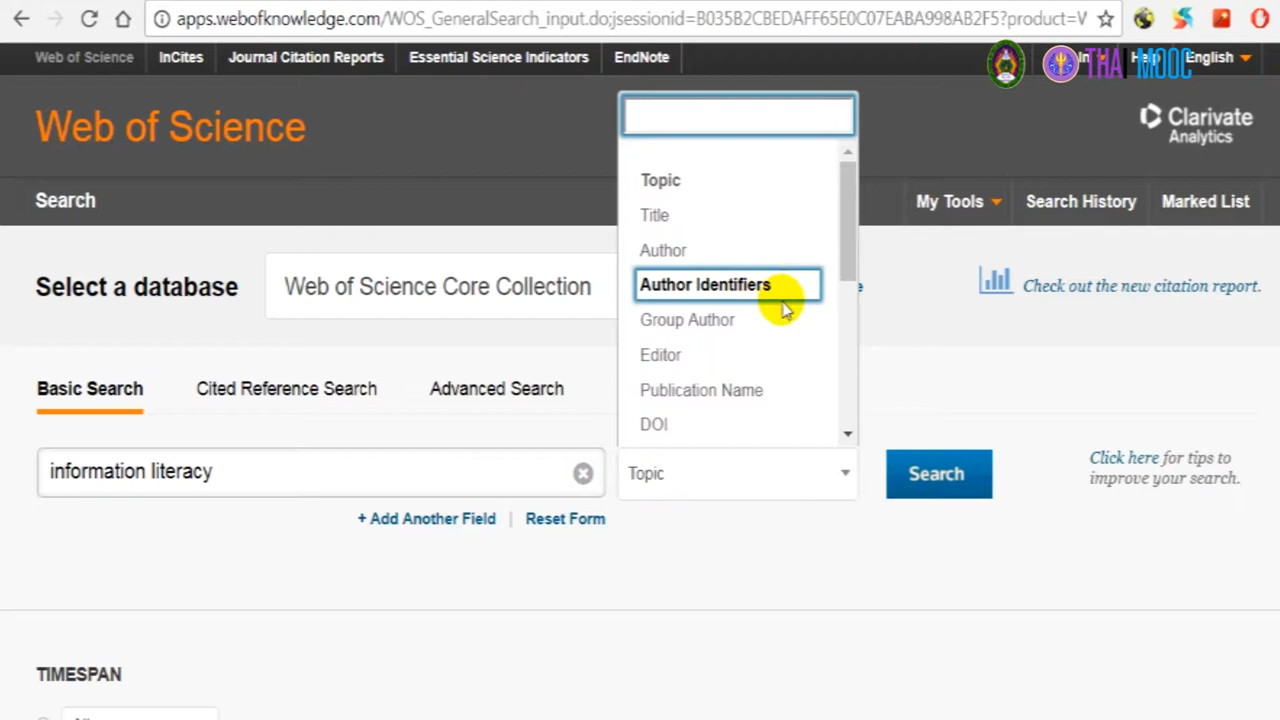 apps.webofknowledge.com/WOS_GeneralSearch_input.do;jsessionid=B035B2CBEDAFF65E0C07EABA998AB2F5?product=W
Web of Science InCites Journal Citation Reports Essential Science Indicators EndNote Help English
THAI MOOC
Web of Science
Clarivate
Analytics
Search My Tools Search History Marked List
Topic
Title
Author
Author Identifiers
Group Author
Editor
Publication Name
DOI
Select a database Web of Science Core Collection Check out the new citation report.
Basic Search Cited Reference Search Advanced Search
information literacy Topic Search
Click here for tips to
improve your search.
+ Add Another Field | Reset Form
TIMESPAN